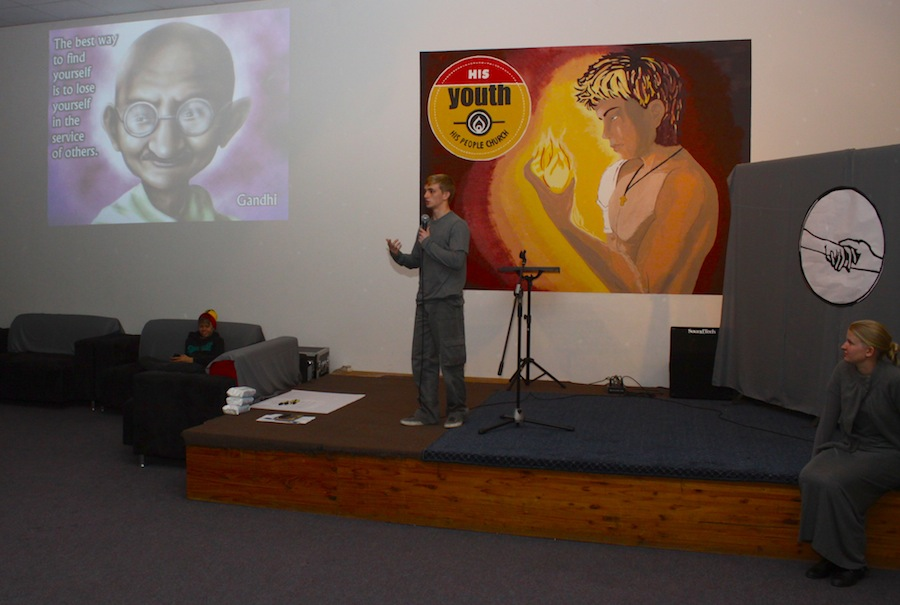 The best way
to find
yourself
is to lose
yourself
in the
service
of others.
Gandhi
HIS
youth
HIS PEOPLE CHURCH
SoundTech